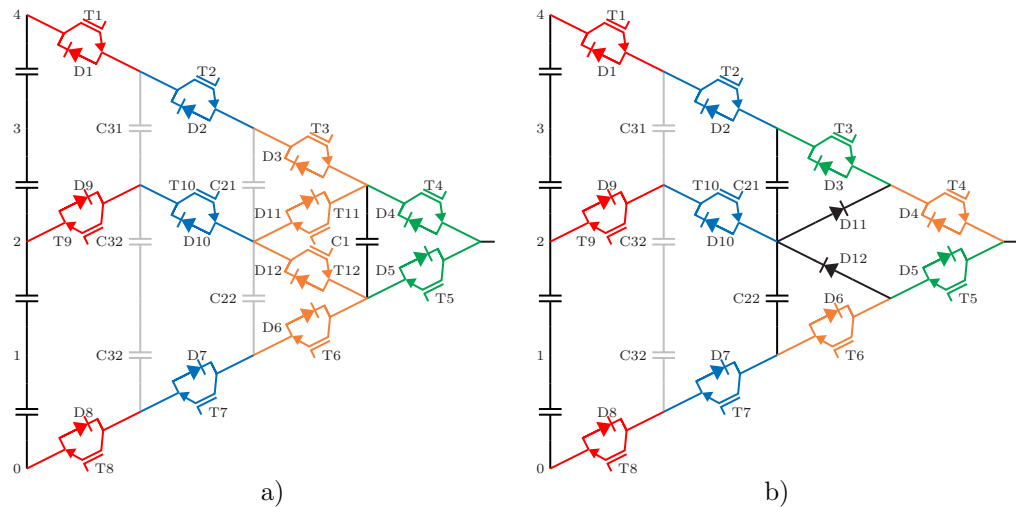 4
T1
D1
T2
D2
C31
3
T3
D3
D9
T10
C21
T4
D11
T11
D4
T9
C32
D10
2
C1
D12
T12
D5
C22
T5
D6
1
C32
D7
T6
D8
T7
0
T8
a)
4
T1
D1
T2
D2
C31
3
T3
D3
D9
T10
C21
T4
D4
D11
T9
C32
D10
2
D12
D5
C22
D6
T5
1
C32
D7
T6
D8
T7
0
T8
b)